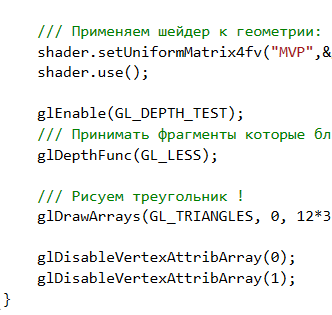 /// Применяем шейдер к геометрии:
shader.setUniformMatrix4fv("MVP",&
shader.use();
glEnable(GL_DEPTH_TEST);
/// Принимать фрагменты которые бл
glDepthFunc(GL_LESS);
/// Рисуем треугольник !
glDrawArrays(GL_TRIANGLES, 0, 12*3
glDisableVertexAttribArray(0);
glDisableVertexAttribArray(1);
}